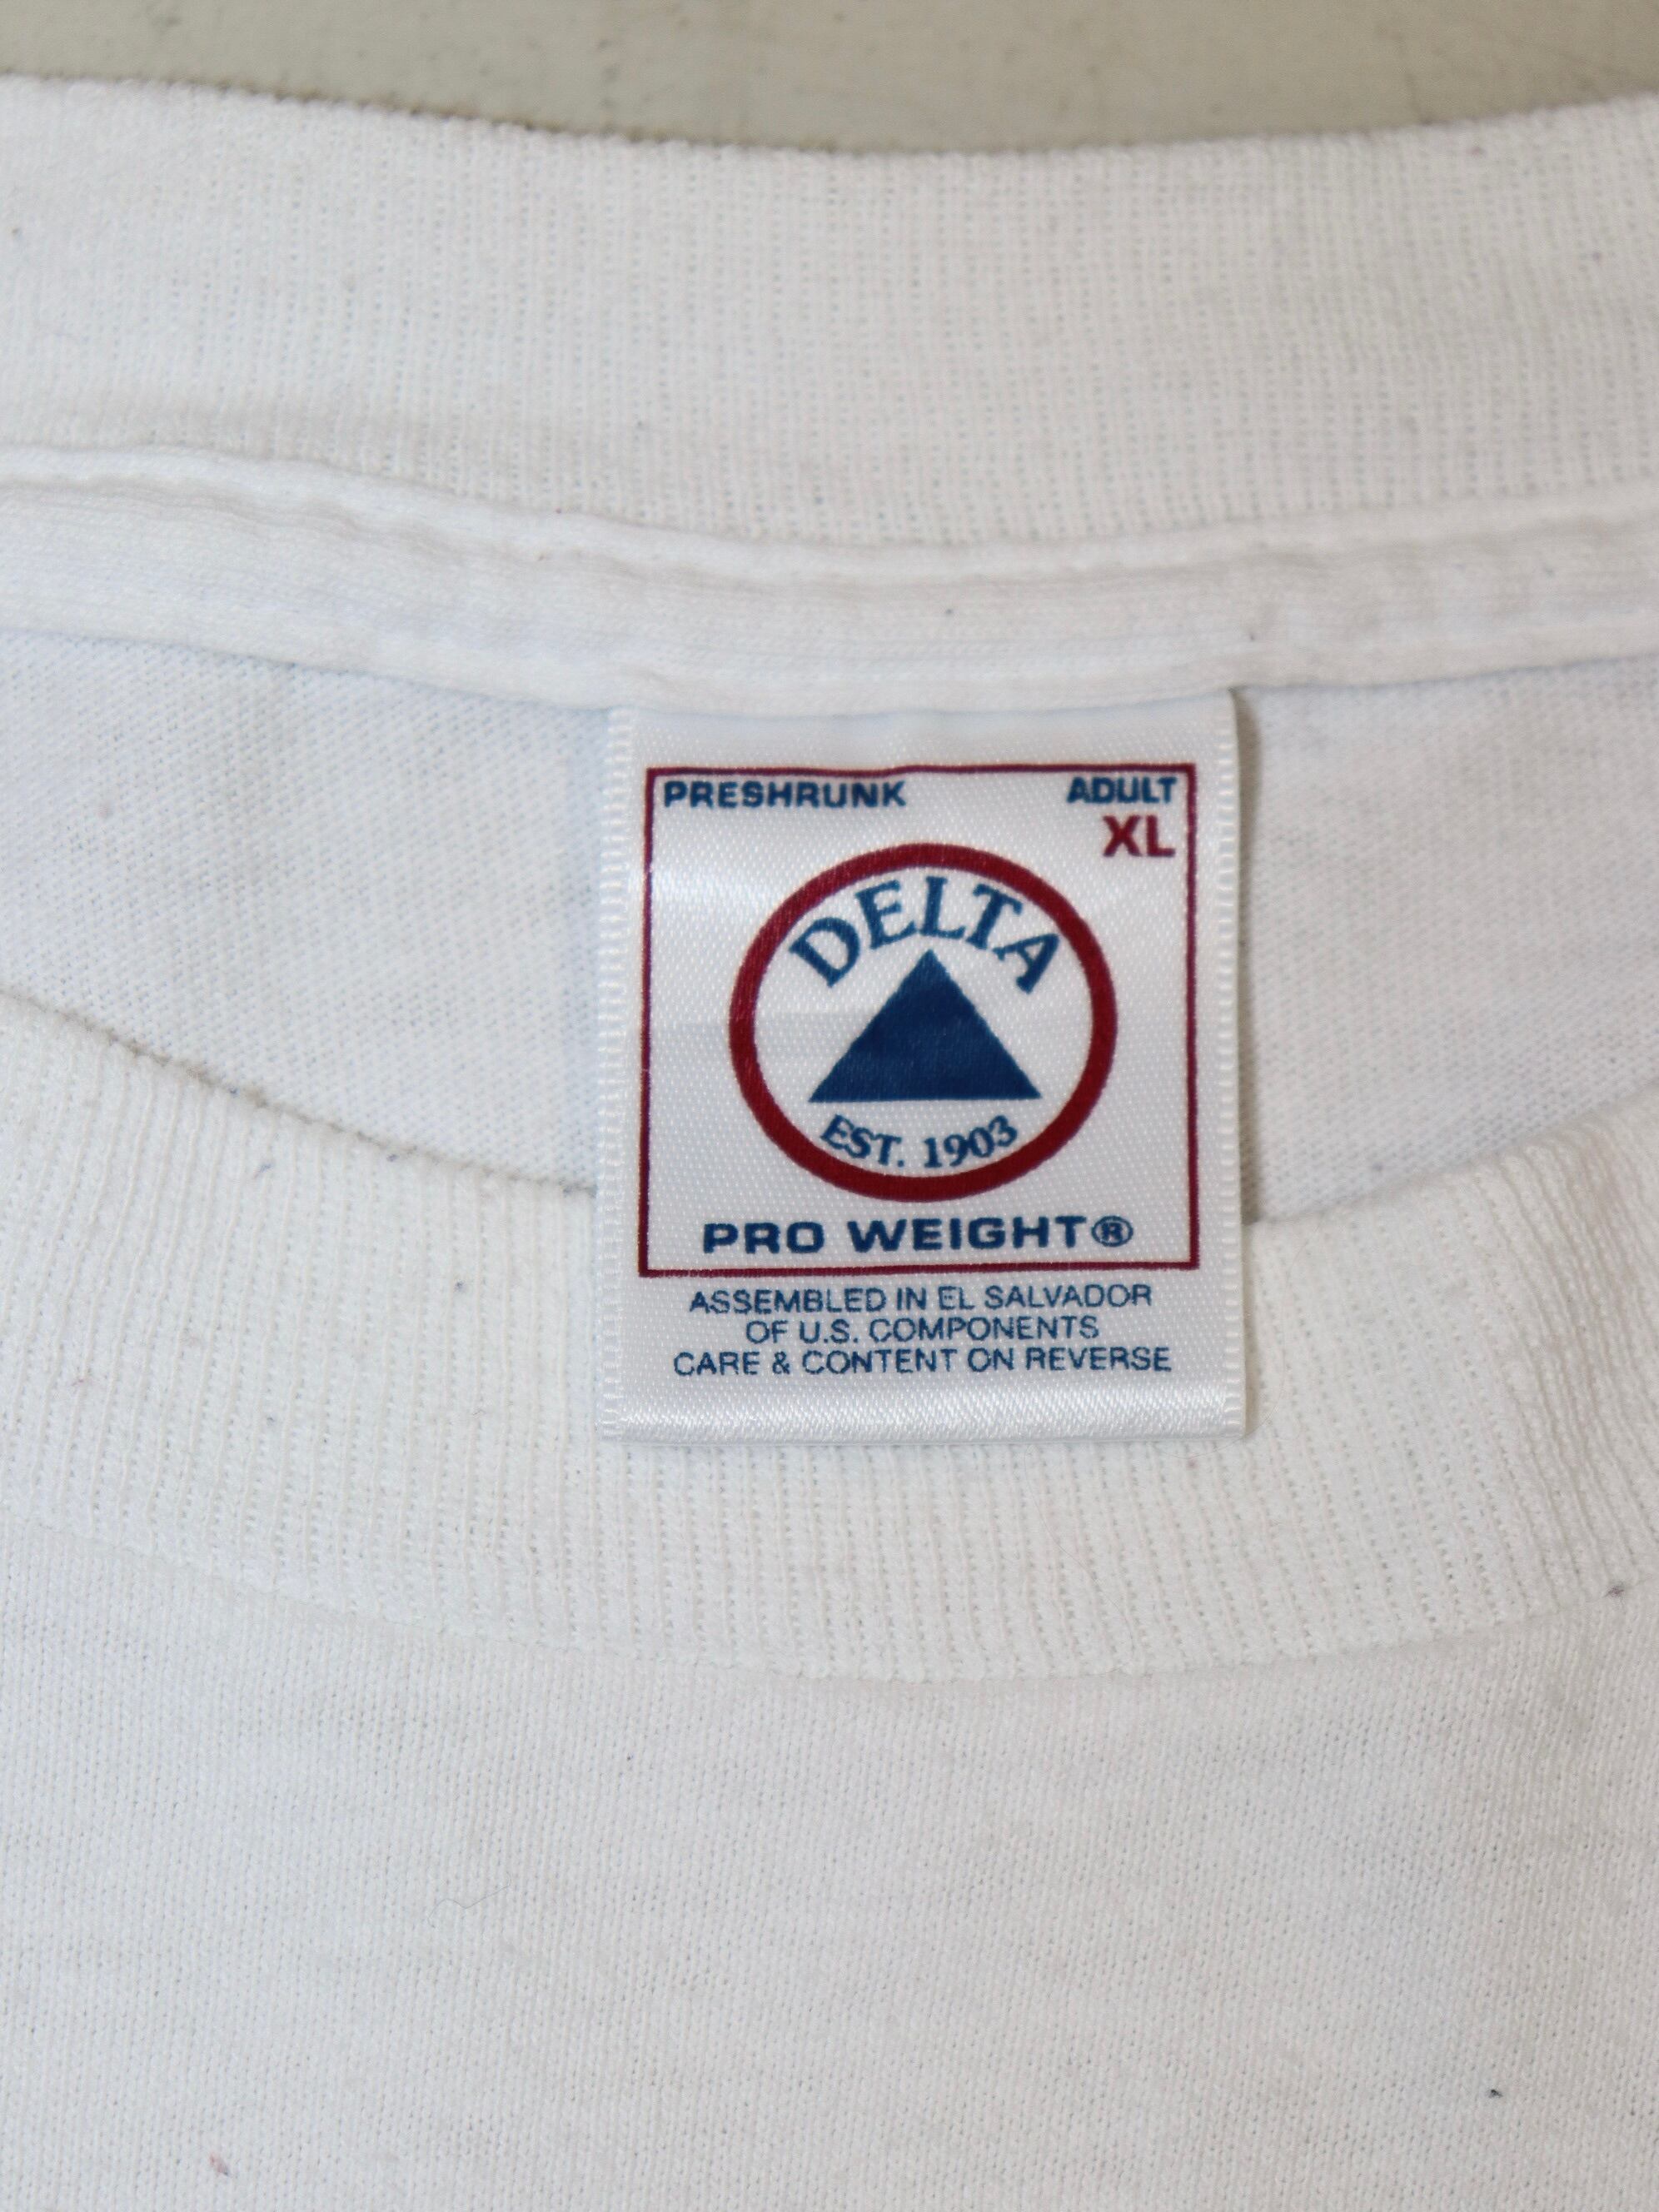 PRESHRUNK ADULT
XL
DELTA
EST. 1903
PRO WEIGHT®
ASSEMBLED IN EL SALVADOR
OF U.S. COMPONENTS
CARE & CONTENT ON REVERSE